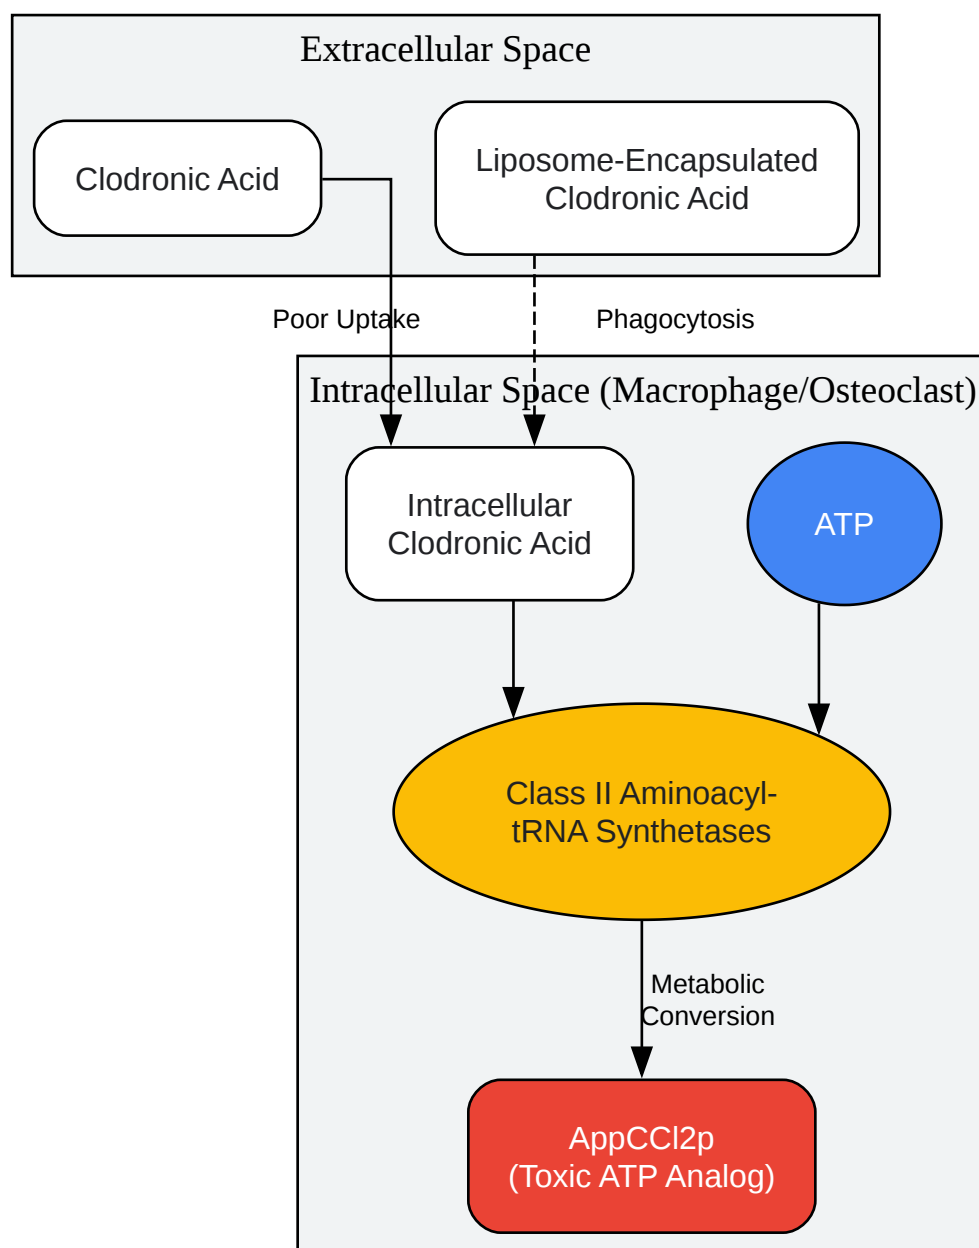 Extracellular Space
Clodronic Acid
Liposome-Encapsulated
Clodronic Acid
Poor Uptake
Phagocytosis
Intracellular Space (Macrophage/Osteoclast)
Intracellular
Clodronic Acid
ATP
Class II Aminoacyl-
tRNA Synthetases
Metabolic
Conversion
AppCCl2p
(Toxic ATP Analog)